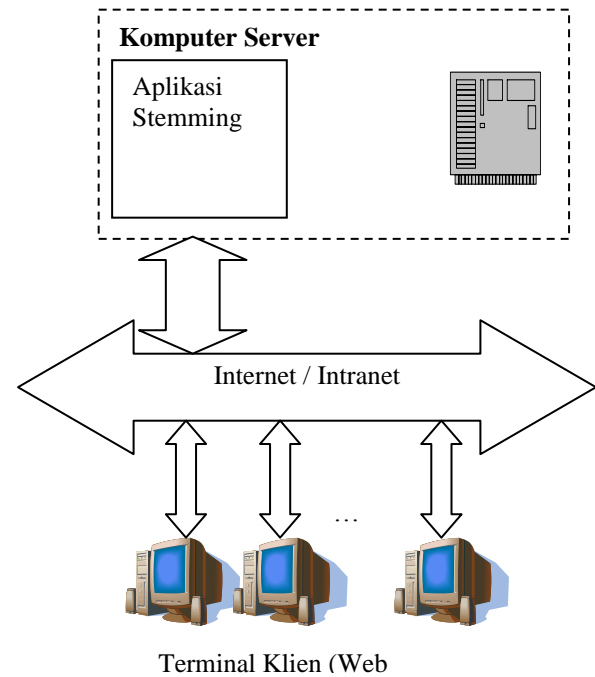 Komputer Server
Aplikasi
Stemming
Internet / Intranet
…
Terminal Klien (Web